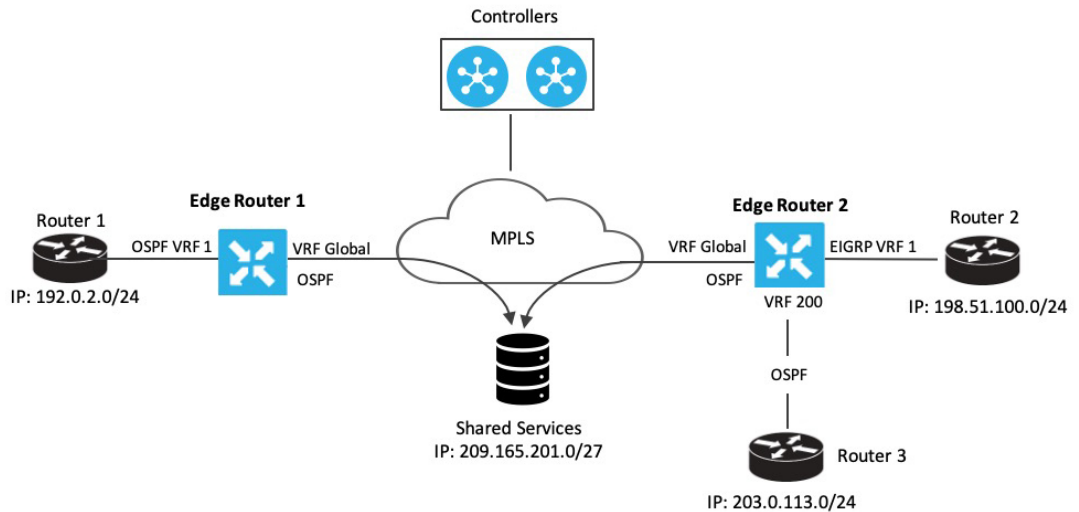 Controllers
Edge Router 1
Router 1
OSPF VRF 1
VRF Global
OSPF
IP: 192.0.2.0/24
MPLS
Edge Router 2
Router 2
VRF Global
EIGRP VRF 1
OSPF
VRF 200
IP: 198.51.100.0/24
OSPF
Shared Services
IP: 209.165.201.0/27
Router 3
IP: 203.0.113.0/24